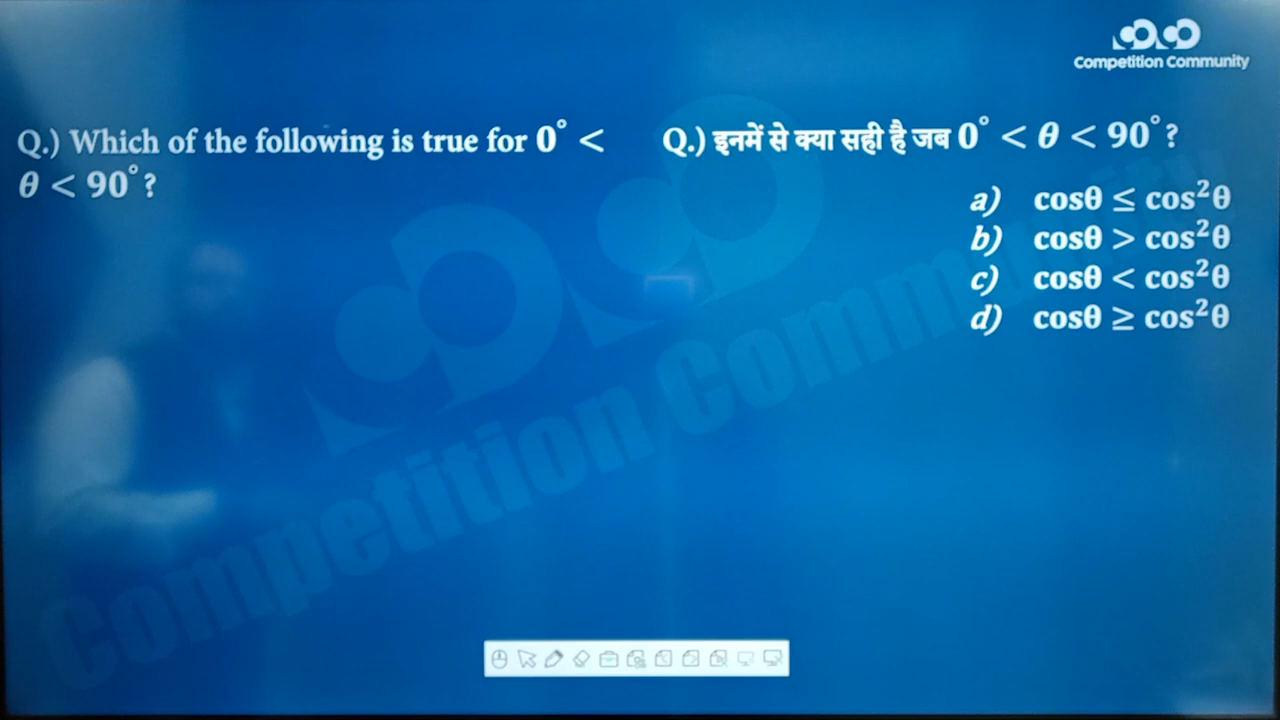 Competition Community
Q.) Which of the following is true for 0° <
θ < 90°?
Q.) इनमें से क्या सही है जब 0° < θ < 90°?
a) cosθ ≤ cos²θ
b) cosθ > cos²θ
c) cosθ < cos²θ
d) cosθ ≥ cos²θ
Competition Community